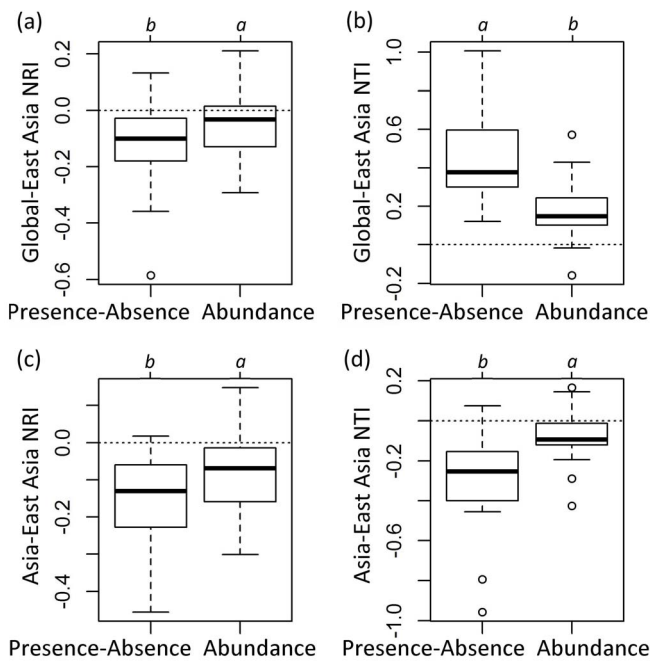 (a)
b a
Global-East Asia NRI
0.2
0.0
-0.2
-0.4
-0.6
Presence-Absence Abundance
(b)
a b
Global-East Asia NTI
1.0
0.6
0.2
-0.2
Presence-Absence Abundance
(c)
b a
Asia-East Asia NRI
0.0
-0.2
-0.4
Presence-Absence Abundance
(d)
b a
Asia-East Asia NTI
0.2
-0.2
-0.6
-1.0
Presence-Absence Abundance